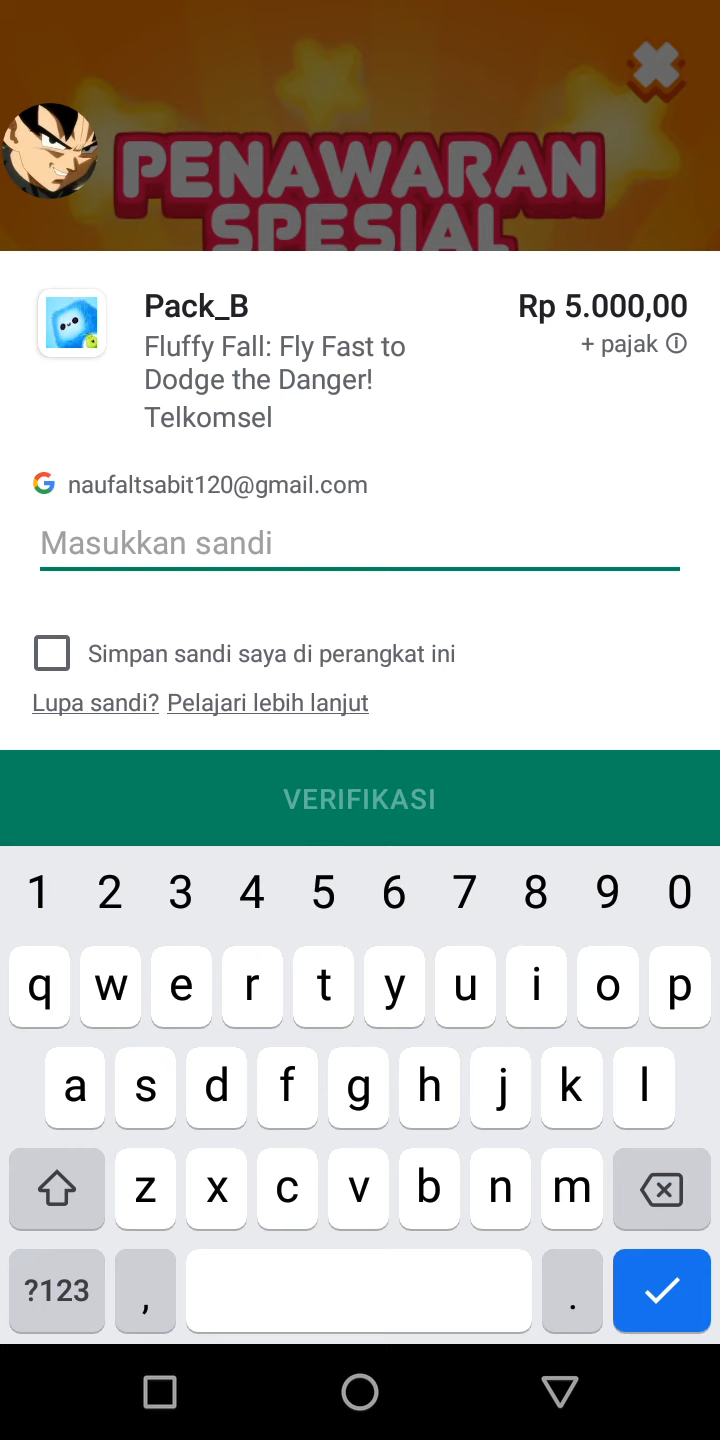 PENAWARAN
SPESIAL
Pack_B
Rp 5.000,00
Fluffy Fall: Fly Fast to
Dodge the Danger!
+ pajak
Telkomsel
naufaltsabit120@gmail.com
Masukkan sandi
Simpan sandi saya di perangkat ini
Lupa sandi? Pelajari lebih lanjut
VERIFIKASI
1 2 3 4 5 6 7 8 9 0
q w e r t y u i o p
a s d f g h j k l
z x c v b n m
?123 , .